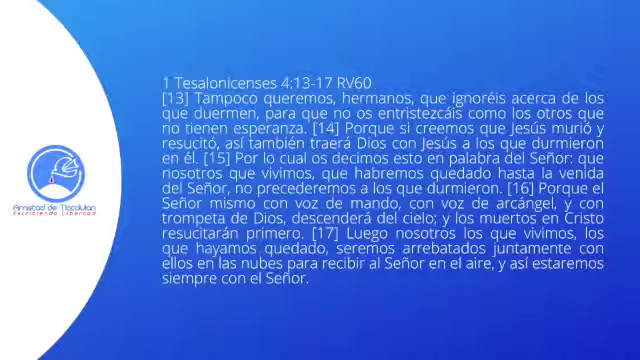 1 Tesalonicenses 4:13-17 RV60
[13] Tampoco queremos, hermanos, que ignoréis acerca de los
que duermen, para que no os entristezcáis como los otros que
no tienen esperanza. [14] Porque si creemos que Jesús murió y
resucitó, así también traerá Dios con Jesús a los que durmieron
en él. [15] Por lo cual os decimos esto en palabra del Señor: que
nosotros que vivimos, que habremos quedado hasta la venida
del Señor, no precederemos a los que durmieron. [16] Porque el
Señor mismo con voz de mando, con voz de arcángel, y con
trompeta de Dios, descenderá del cielo; y los muertos en Cristo
resucitarán primero. [17] Luego nosotros los que vivimos, los
que hayamos quedado, seremos arrebatados juntamente con
ellos en las nubes para recibir al Señor en el aire, y así estaremos
siempre con el Señor.
Amistad de Tlacolulan
Escribiendo Libertad